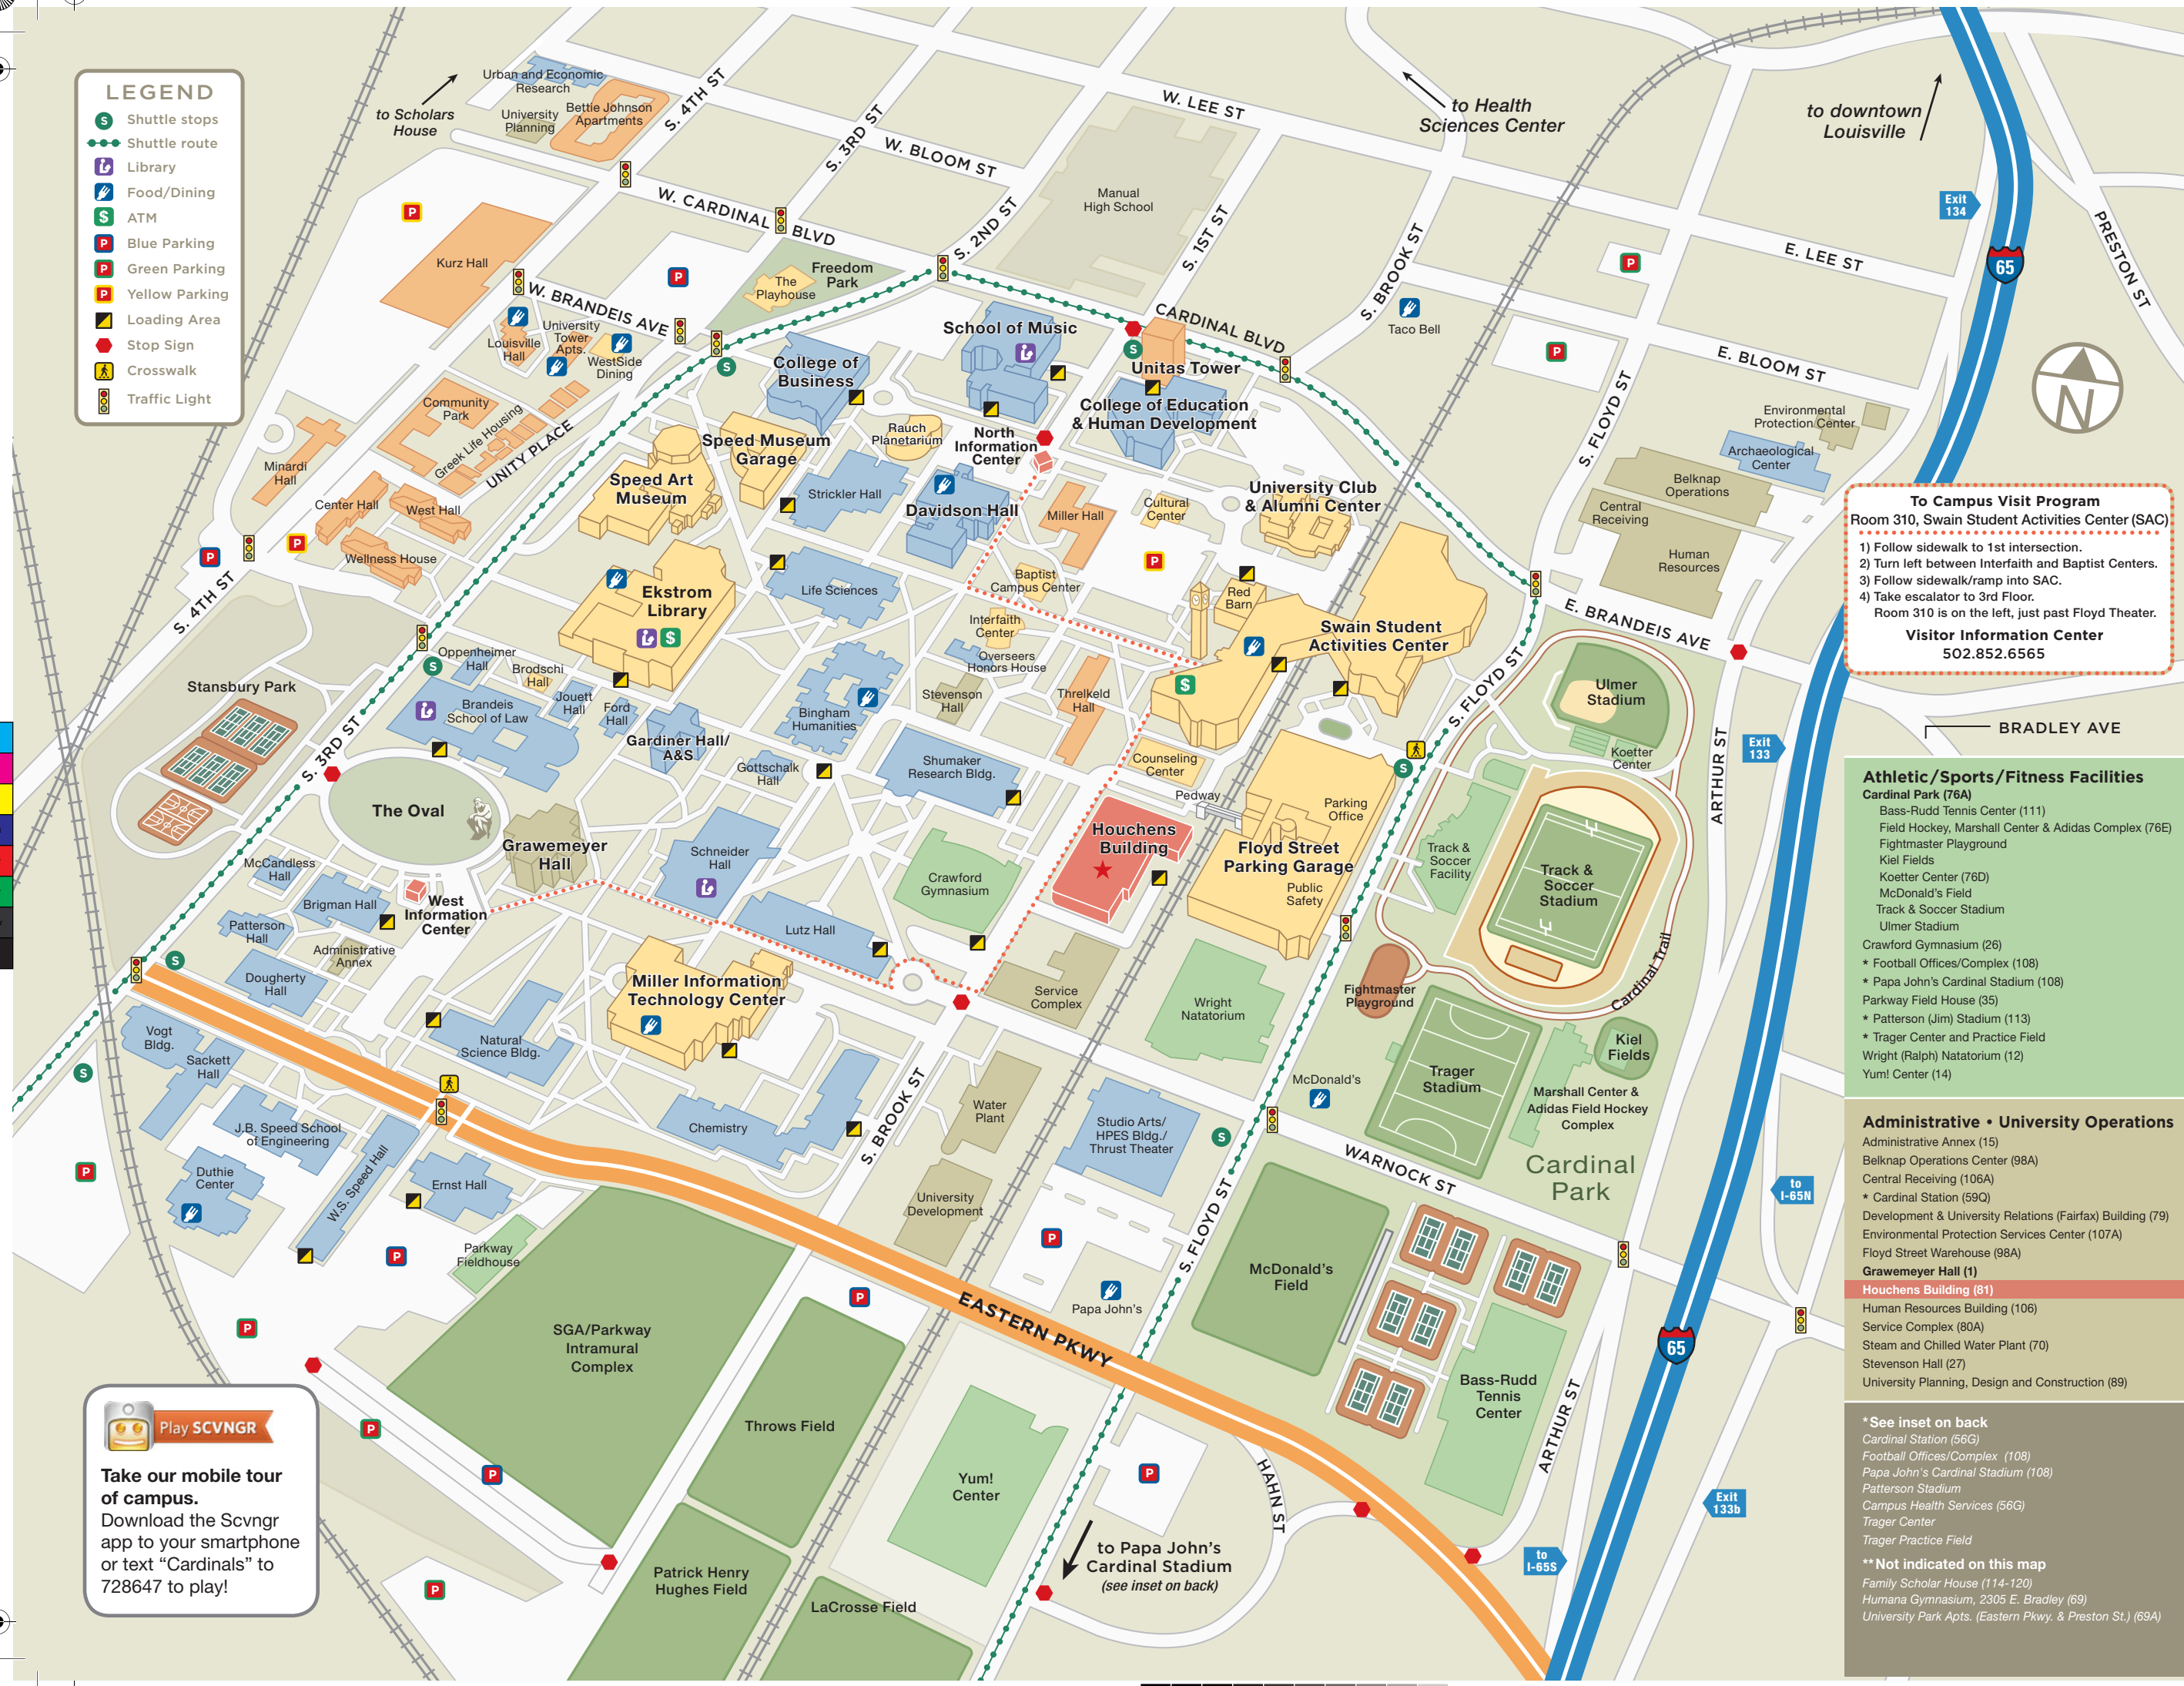 LEGEND
S Shuttle stops
Shuttle route
Library
Food/Dining
$ ATM
P Blue Parking
P Green Parking
P Yellow Parking
Loading Area
Stop Sign
Crosswalk
Traffic Light
to Scholars
House
Urban and Economic
Research
University
Planning
Bettie Johnson
Apartments
S. 4TH ST
S. 3RD ST
W. BLOOM ST
W. LEE ST
to Health
Sciences Center
to downtown
Louisville
Exit
134
65
PRESTON ST
W. CARDINAL BLVD
S. 2ND ST
Manual
High School
S. 1ST ST
S. BROOK ST
E. LEE ST
P
P
P
P
Kurz Hall
W. BRANDEIS AVE
The
Playhouse
Freedom
Park
CARDINAL BLVD
Taco Bell
E. BLOOM ST
S. FLOYD ST
N
Louisville
Hall
University
Tower
Apts.
WestSide
Dining
S
College of
Business
School of Music
S
Unitas Tower
College of Education
& Human Development
Community
Park
Greek Life Housing
UNITY PLACE
Minardi
Hall
Center Hall
West Hall
Wellness House
P
P
S. 4TH ST
Speed Museum
Garage
Speed Art
Museum
Rauch
Planetarium
North
Information
Center
Strickler Hall
Davidson Hall
Miller Hall
Cultural
Center
University Club
& Alumni Center
P
Environmental
Protection Center
Archaeological
Center
Belknap
Operations
Central
Receiving
Human
Resources
To Campus Visit Program
Room 310, Swain Student Activities Center (SAC)
1) Follow sidewalk to 1st intersection.
2) Turn left between Interfaith and Baptist Centers.
3) Follow sidewalk/ramp into SAC.
4) Take escalator to 3rd Floor.
Room 310 is on the left, just past Floyd Theater.
Visitor Information Center
502.852.6565
Ekstrom
Library
$
Life Sciences
Baptist
Campus Center
Interfaith
Center
Overseers
Honors House
Red
Barn
Swain Student
Activities Center
$
E. BRANDEIS AVE
S. FLOYD ST
Stansbury Park
S
Oppenheimer
Hall
Brodschi
Hall
Brandeis
School of Law
Jouett
Hall
Ford
Hall
Gardiner Hall/
A&S
Bingham
Humanities
Stevenson
Hall
Threlkeld
Hall
Ulmer
Stadium
Koetter
Center
ARTHUR ST
Exit
133
BRADLEY AVE
S. 3RD ST
Gottschalk
Hall
Shumaker
Research Bldg.
Counseling
Center
Pedway
S
The Oval
Grawemeyer
Hall
Schneider
Hall
Crawford
Gymnasium
Houchens
Building
Parking
Office
Floyd Street
Parking Garage
Public
Safety
Track &
Soccer
Facility
Track &
Soccer
Stadium
Cardinal Trail
McCandless
Hall
Brigman Hall
West
Information
Center
Patterson
Hall
Administrative
Annex
Dougherty
Hall
S
Lutz Hall
Miller Information
Technology Center
Service
Complex
Wright
Natatorium
Fightmaster
Playground
Kiel
Fields
Trager
Stadium
Marshall Center &
Adidas Field Hockey
Complex
Cardinal
Park
Vogt
Bldg.
Sackett
Hall
S
Natural
Science Bldg.
Chemistry
S. BROOK ST
Water
Plant
Studio Arts/
HPES Bldg./
Thrust Theater
S
McDonald's
WARNOCK ST
to
I-65N
J.B. Speed School
of Engineering
Duthie
Center
W.S. Speed Hall
Ernst Hall
P
Parkway
Fieldhouse
P
University
Development
P
P
Papa John's
S. FLOYD ST
McDonald's
Field
EASTERN PKWY
SGA/Parkway
Intramural
Complex
P
P
P
P
Throws Field
Yum!
Center
P
HAHN ST
Bass-Rudd
Tennis
Center
ARTHUR ST
65
Exit
133b
to
I-65S
to Papa John's
Cardinal Stadium
(see inset on back)
Patrick Henry
Hughes Field
LaCrosse Field
Play SCVNGR
Take our mobile tour
of campus.
Download the Scvngr
app to your smartphone
or text “Cardinals” to
728647 to play!
Athletic/Sports/Fitness Facilities
Cardinal Park (76A)
Bass-Rudd Tennis Center (111)
Field Hockey, Marshall Center & Adidas Complex (76E)
Fightmaster Playground
Kiel Fields
Koetter Center (76D)
McDonald's Field
Track & Soccer Stadium
Ulmer Stadium
Crawford Gymnasium (26)
* Football Offices/Complex (108)
* Papa John's Cardinal Stadium (108)
Parkway Field House (35)
* Patterson (Jim) Stadium (113)
* Trager Center and Practice Field
Wright (Ralph) Natatorium (12)
Yum! Center (14)
Administrative • University Operations
Administrative Annex (15)
Belknap Operations Center (98A)
Central Receiving (106A)
* Cardinal Station (59Q)
Development & University Relations (Fairfax) Building (79)
Environmental Protection Services Center (107A)
Floyd Street Warehouse (98A)
Grawemeyer Hall (1)
Houchens Building (81)
Human Resources Building (106)
Service Complex (80A)
Steam and Chilled Water Plant (70)
Stevenson Hall (27)
University Planning, Design and Construction (89)
*See inset on back
Cardinal Station (56G)
Football Offices/Complex (108)
Papa John's Cardinal Stadium (108)
Patterson Stadium
Campus Health Services (56G)
Trager Center
Trager Practice Field
**Not indicated on this map
Family Scholar House (114-120)
Humana Gymnasium, 2305 E. Bradley (69)
University Park Apts. (Eastern Pkwy. & Preston St.) (69A)